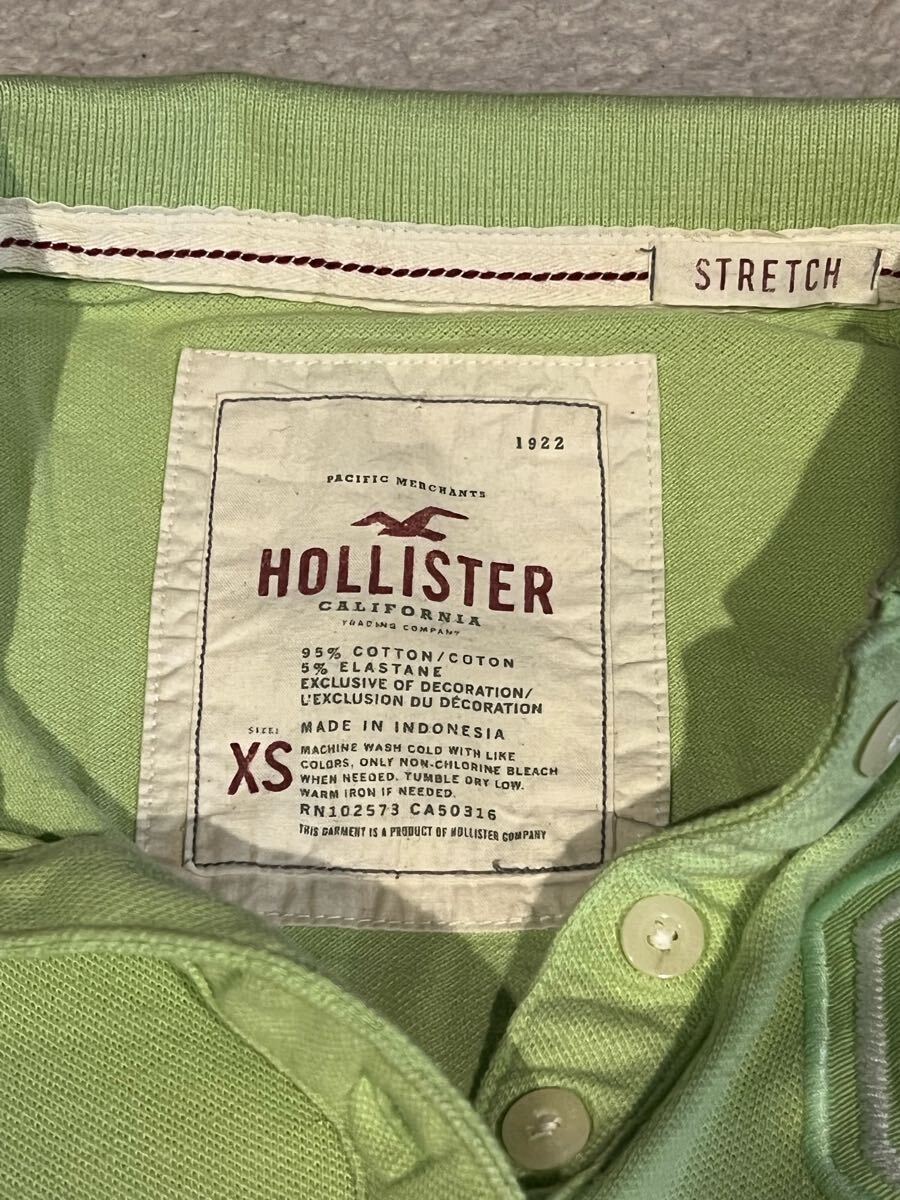 STRETCH
1922
PACIFIC MERCHANTS
HOLLISTER
CALIFORNIA
TRADING COMPANY
95% COTTON/COTON
5% ELASTANE
EXCLUSIVE OF DECORATION/
L'EXCLUSION DU DÉCORATION
SIZE:
XS
MADE IN INDONESIA
MACHINE WASH COLD WITH LIKE
COLORS, ONLY NON-CHLORINE BLEACH
WHEN NEEDED. TUMBLE DRY LOW.
WARM IRON IF NEEDED.
RN102573 CA50316
THIS GARMENT IS A PRODUCT OF HOLLISTER COMPANY